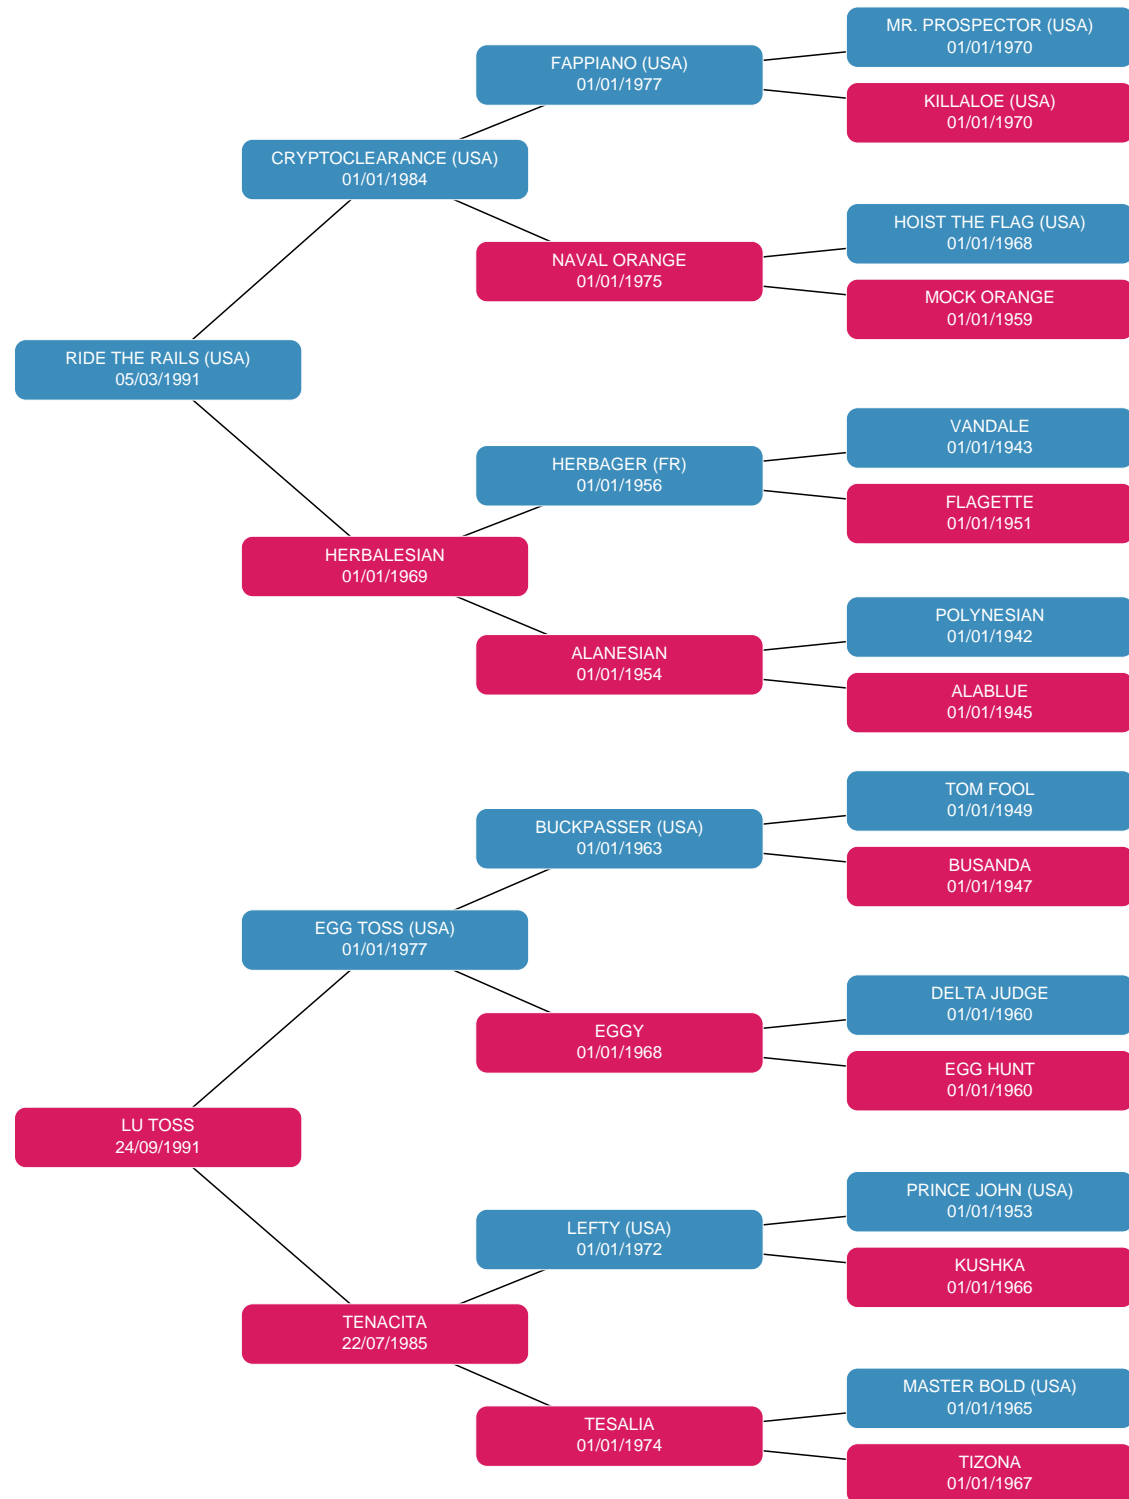 MR. PROSPECTOR (USA)
01/01/1970
FAPPIANO (USA)
01/01/1977
KILLALOE (USA)
01/01/1970
CRYPTOCLEARANCE (USA)
01/01/1984
HOIST THE FLAG (USA)
01/01/1968
NAVAL ORANGE
01/01/1975
MOCK ORANGE
01/01/1959
RIDE THE RAILS (USA)
05/03/1991
VANDALE
01/01/1943
HERBAGER (FR)
01/01/1956
FLAGETTE
01/01/1951
HERBALESIAN
01/01/1969
POLYNESIAN
01/01/1942
ALANESIAN
01/01/1954
ALABLUE
01/01/1945
TOM FOOL
01/01/1949
BUCKPASSER (USA)
01/01/1963
BUSANDA
01/01/1947
EGG TOSS (USA)
01/01/1977
DELTA JUDGE
01/01/1960
EGGY
01/01/1968
EGG HUNT
01/01/1960
LU TOSS
24/09/1991
PRINCE JOHN (USA)
01/01/1953
LEFTY (USA)
01/01/1972
KUSHKA
01/01/1966
TENACITA
22/07/1985
MASTER BOLD (USA)
01/01/1965
TESALIA
01/01/1974
TIZONA
01/01/1967